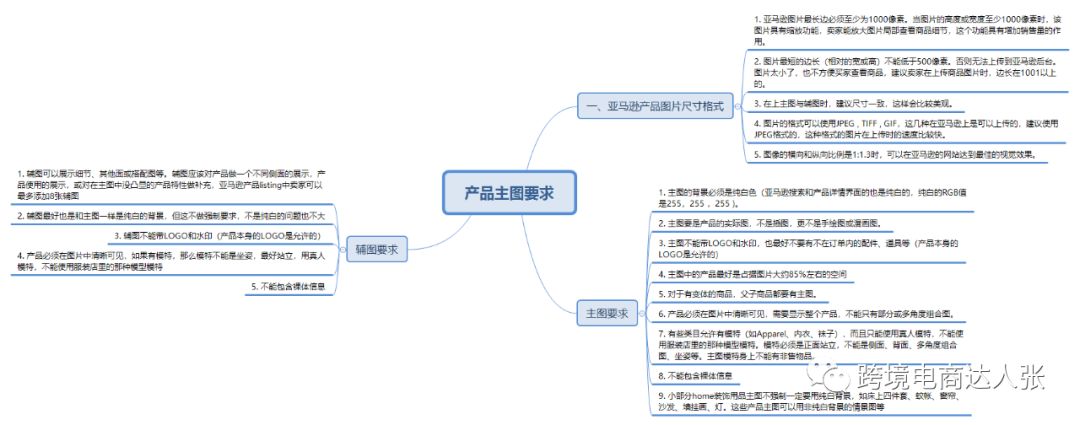 产品主图要求
一、亚马逊产品图片尺寸格式
1. 亚马逊图片最长边必须至少为1000像素。当图片的高度或宽度至少1000像素时，该
图片具有缩放功能，卖家能放大图片局部查看商品细节，这个功能具有增加销售量的作
用。
2. 图片最短的边长（相对的宽或高）不能低于500像素。否则无法上传到亚马逊后台。
图片太小了，也不方便买家查看商品，建议卖家在上传商品图片时，边长在1001以上
的。
3. 在上主图与辅图时，建议尺寸一致，这样会比较美观。
4. 图片的格式可以使用JPEG，TIFF，GIF，这几种在亚马逊上是可以上传的，建议使用
JPEG格式的，这种格式的图片在上传时的速度比较快。
5. 图像的横向和纵向比例是1:1.3时，可以在亚马逊的网站达到最佳的视觉效果。
主图要求
1. 主图的背景必须是纯白色（亚马逊搜索和产品详情界面的也是纯白的，纯白的RGB值
是255，255，255）。
2. 主图要是产品的实际图，不是插图，更不是手绘图或漫画图。
3. 主图不能带LOGO和水印，也最好不要有不在订单内的配件、道具等（产品本身的
LOGO是允许的）
4. 主图中的产品最好是占据图片大约85%左右的空间
5. 对于有变体的商品，父子商品都要有主图。
6. 产品必须在图片中清晰可见，需要显示整个产品，不能只有部分或多角度组合图。
7. 有些类目允许有模特（如Apparel、内衣、袜子），而且只能使用真人模特，不能使
用服装店里的那种模型模特。模特必须是正面站立，不能是侧面、背面、多角度组合
图、坐姿等。主图模特身上不能有非售物品。
8. 不能包含裸体信息
9. 小部分home装饰用品主图不强制一定要用纯白背景，如床上四件套、蚊帐、窗帘、
沙发、墙挂画、灯。这些产品主图可以用非纯白背景的情景图等
辅图要求
1. 辅图可以展示细节、其他面或搭配图等。辅图应该对产品做一个不同侧面的展示，产
品使用的展示，或对在主图中没凸显的产品特性做补充，亚马逊产品listing中卖家可以
最多添加8张辅图
2. 辅图最好也是和主图一样是纯白的背景，但这不做强制要求，不是纯白的问题也不大
3. 辅图不能带LOGO和水印（产品本身的LOGO是允许的）
4. 产品必须在图片中清晰可见，如果有模特，那么模特不能是坐姿，最好站立，用真人
模特，不能使用服装店里的那种模型模特
5. 不能包含裸体信息
跨境电商达人张